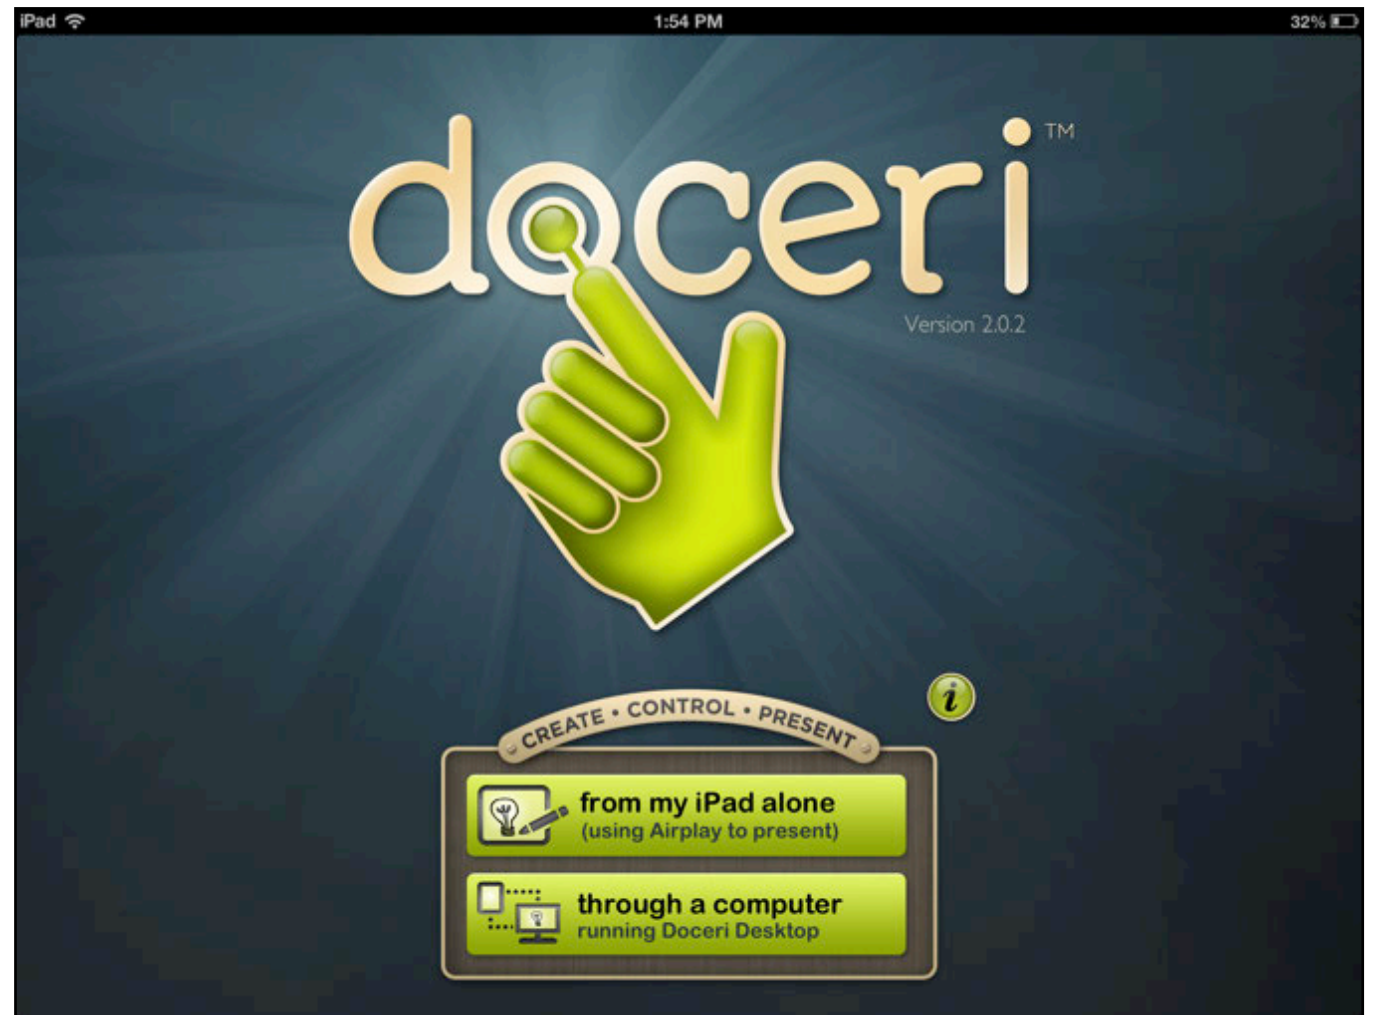 iPad 1:54 PM 32%
doceri TM
Version 2.0.2
i
CREATE • CONTROL • PRESENT
from my iPad alone
(using Airplay to present)
through a computer
running Doceri Desktop